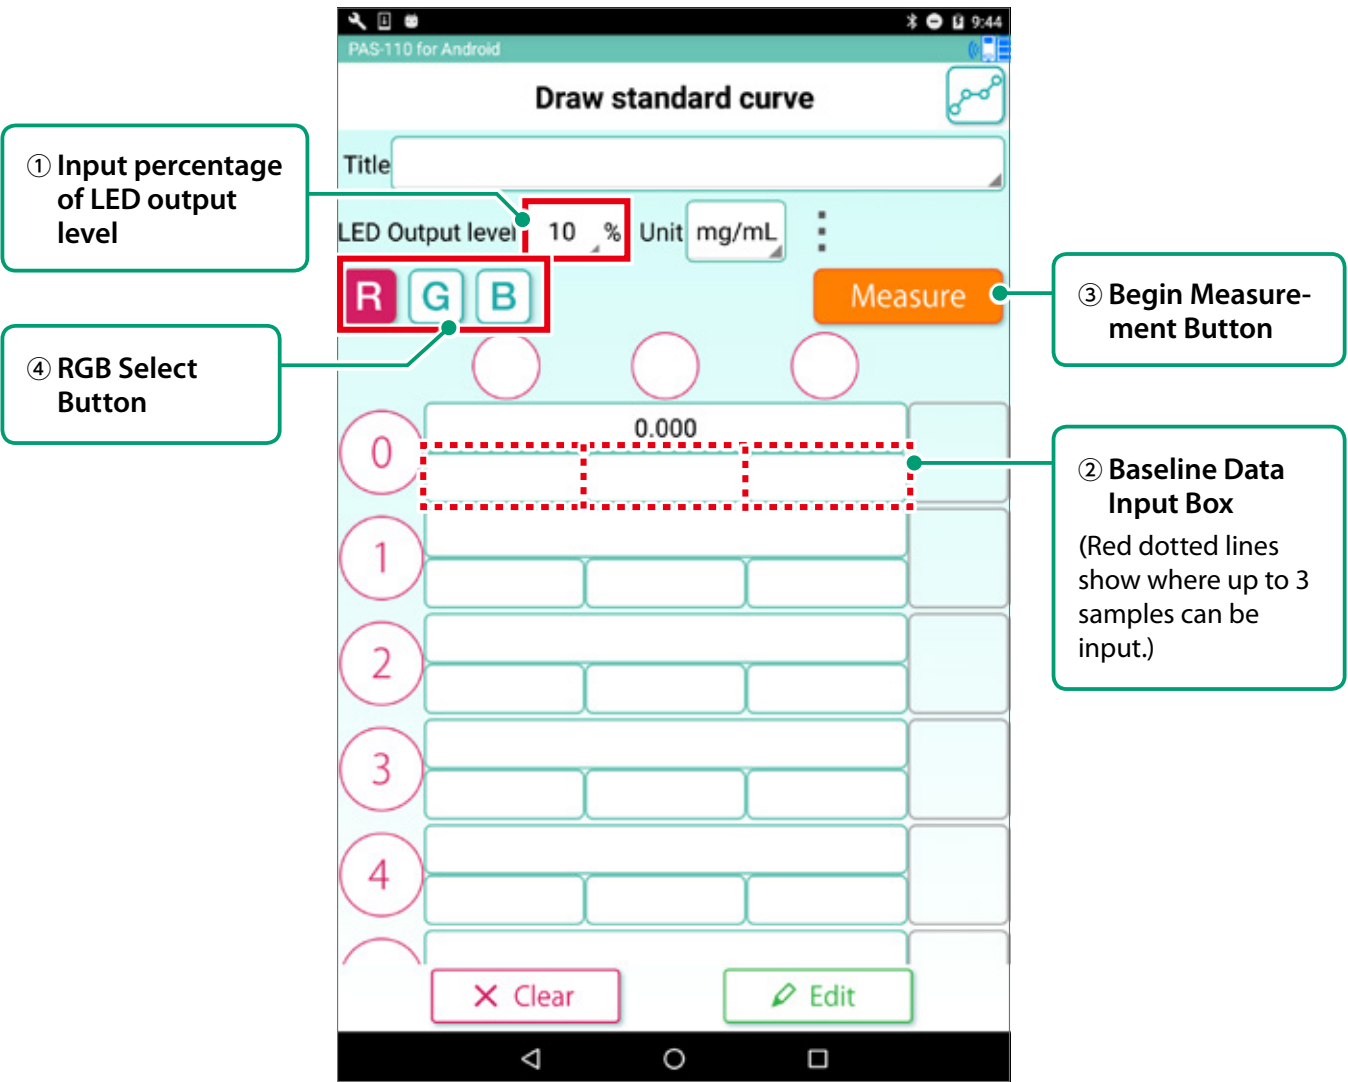 9:44
PAS-110 for Android
Draw standard curve
Title
LED Output level 10 % Unit mg/mL
R G B
Measure
0
0.000
1
2
3
4
Clear
Edit
① Input percentage
of LED output
level
④ RGB Select
Button
③ Begin Measure-
ment Button
② Baseline Data
Input Box
(Red dotted lines
show where up to 3
samples can be
input.)